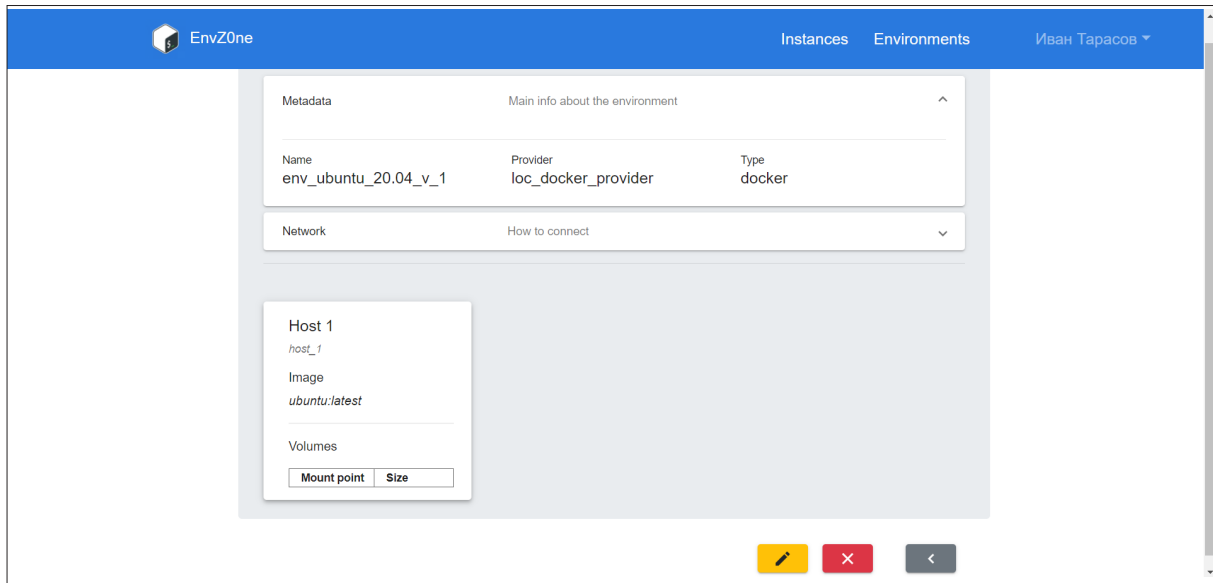 EnvZ0ne Instances Environments Иван Тарасов
Metadata Main info about the environment
Name Provider Type
env_ubuntu_20.04_v_1 loc_docker_provider docker
Network How to connect
Host 1
host_1
Image
ubuntu:latest
Volumes
Mount point Size